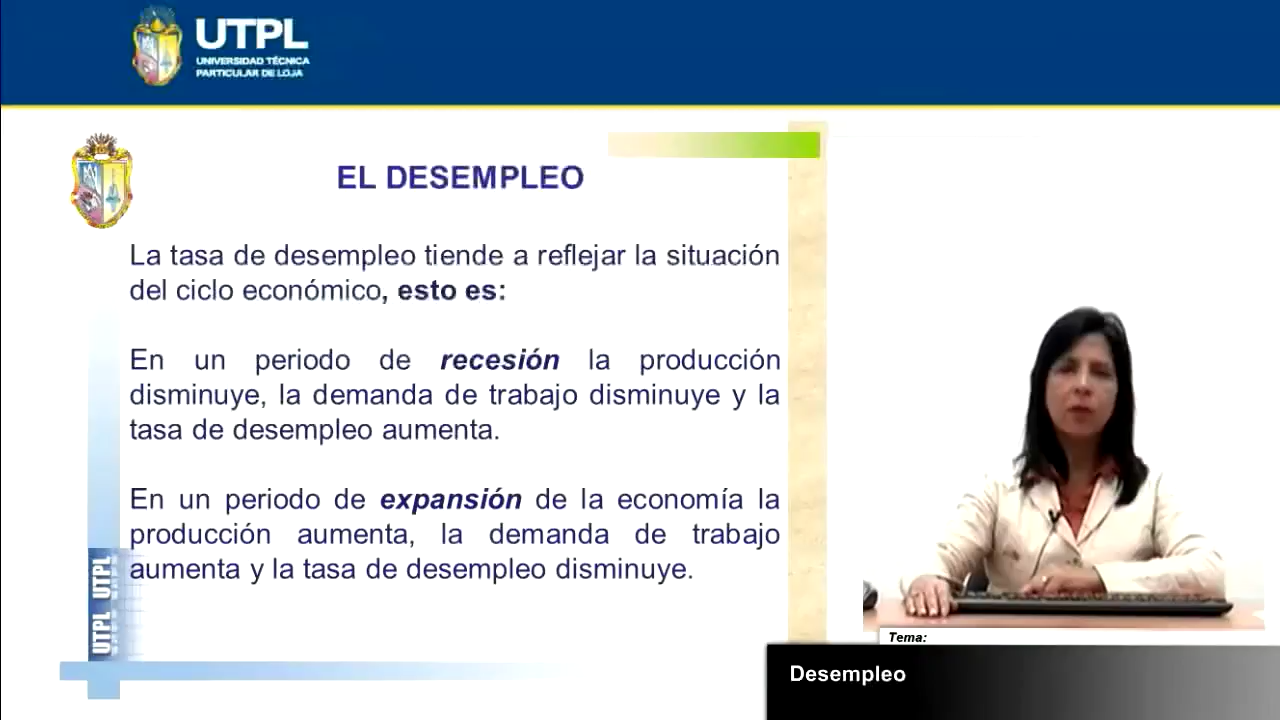 UTPL
UNIVERSIDAD TÉCNICA
PARTICULAR DE LOJA
EL DESEMPLEO
La tasa de desempleo tiende a reflejar la situación
del ciclo económico, esto es:
En un periodo de recesión la producción
disminuye, la demanda de trabajo disminuye y la
tasa de desempleo aumenta.
En un periodo de expansión de la economía la
producción aumenta, la demanda de trabajo
aumenta y la tasa de desempleo disminuye.
UTPL UTPL
Tema:
Desempleo